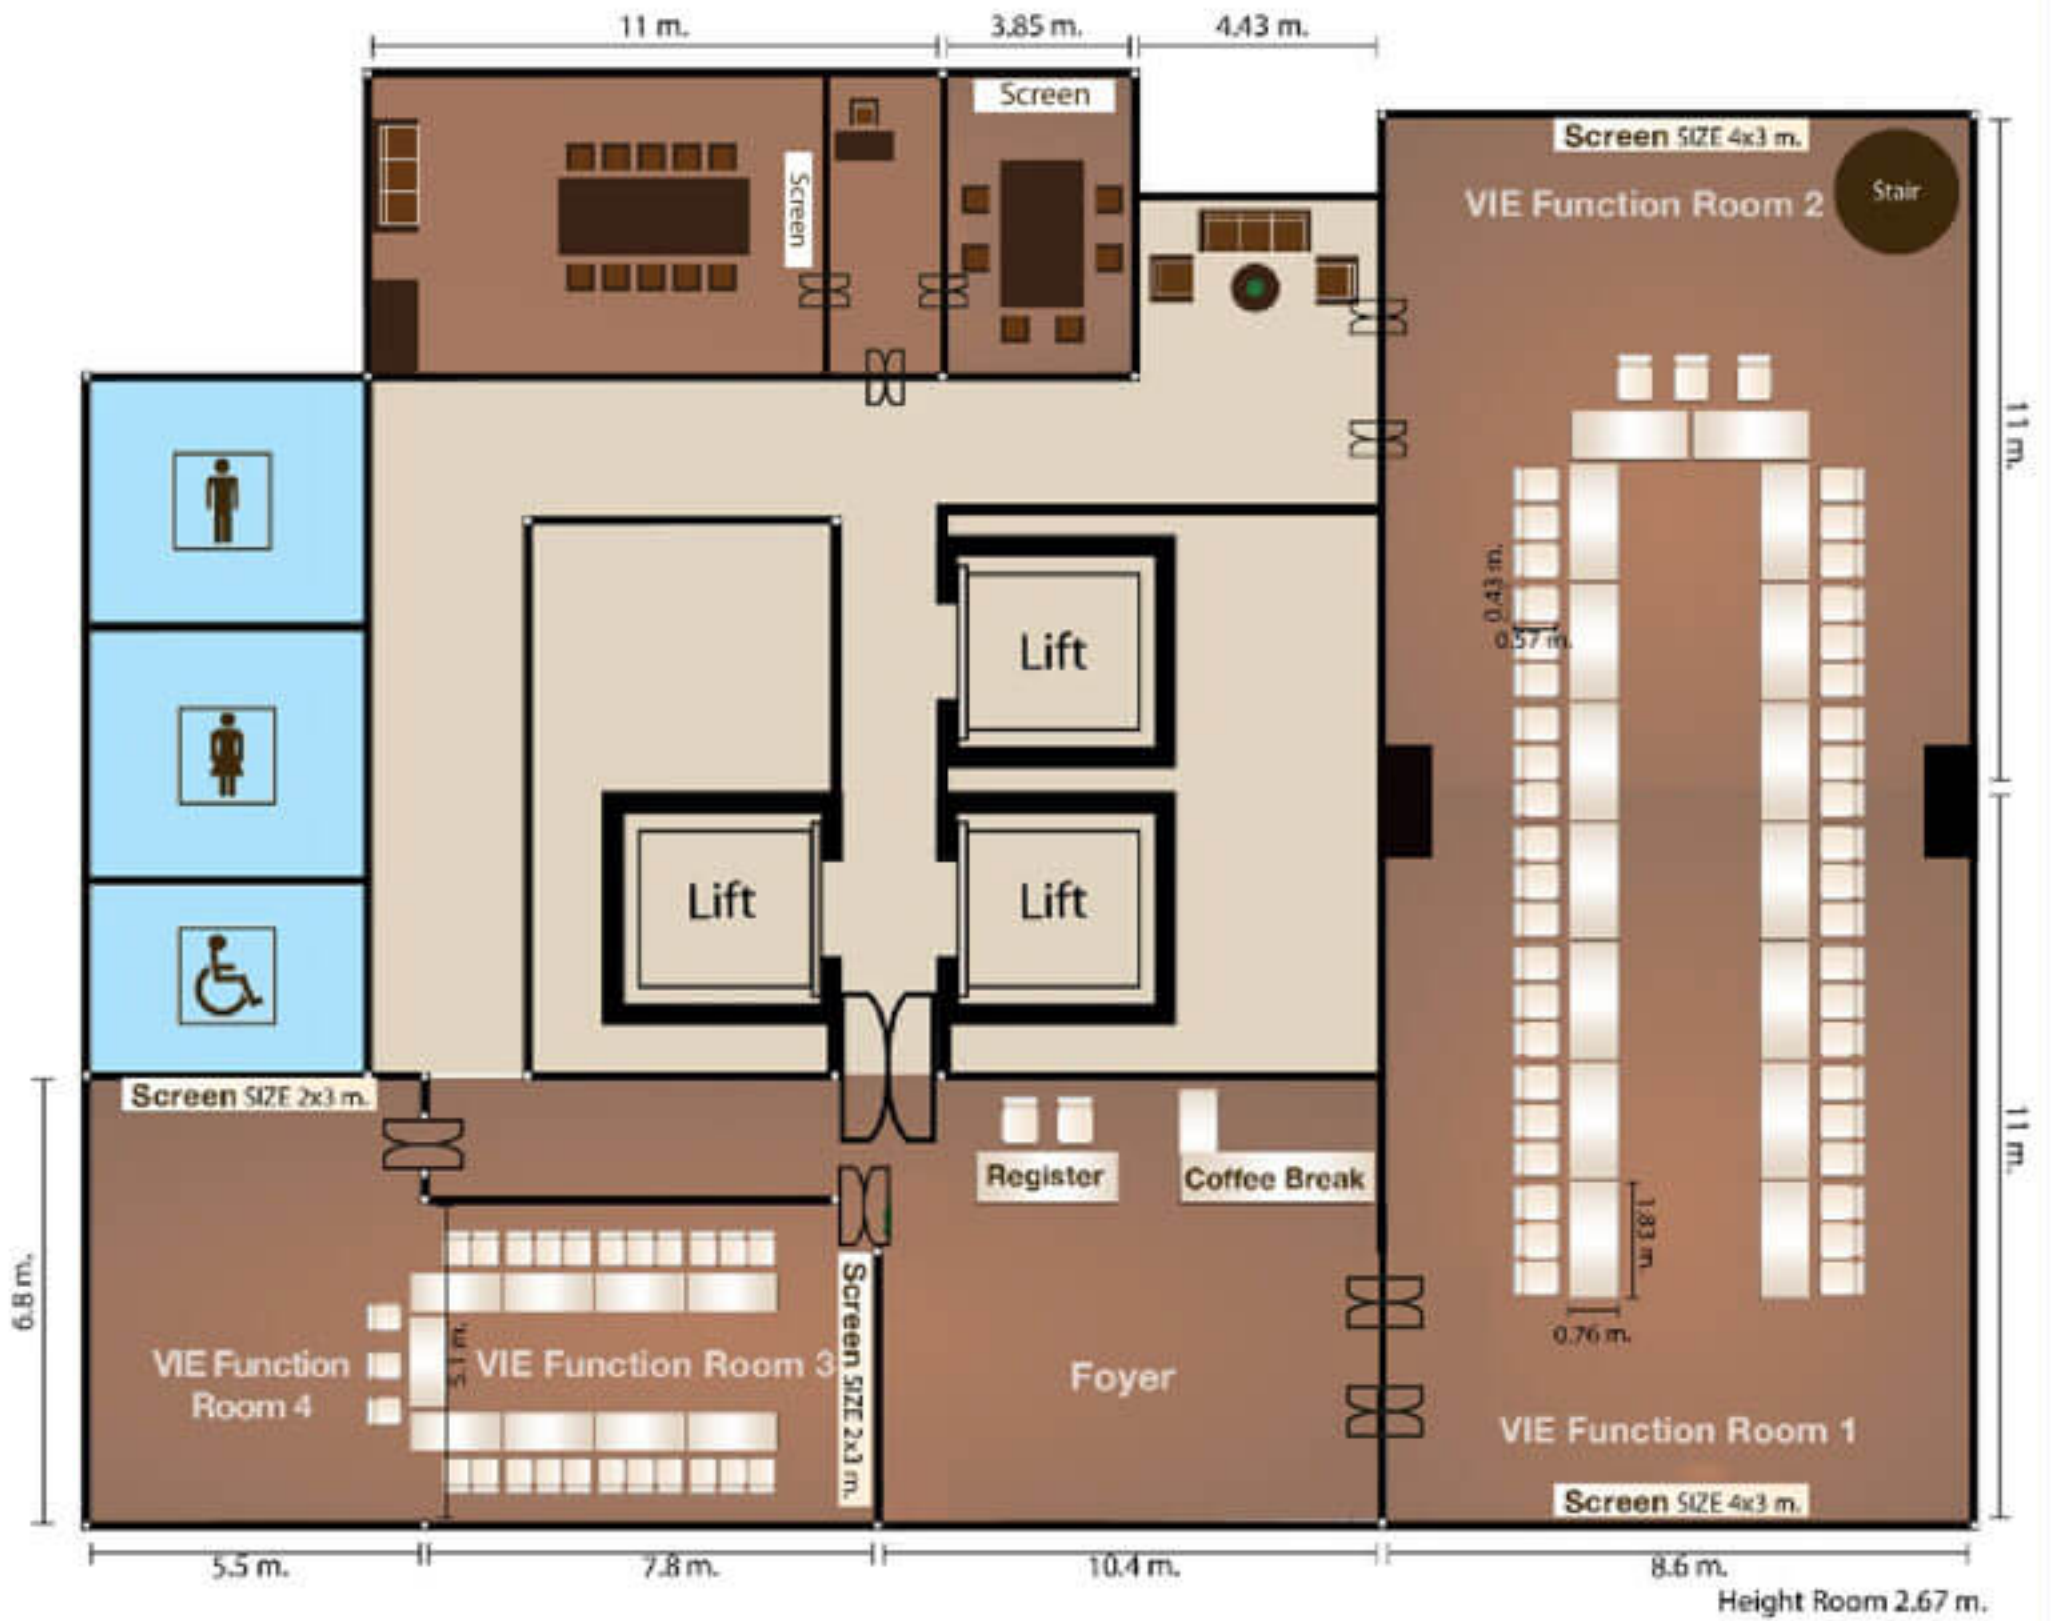 11 m.
3.85 m.
4.43 m.
Screen
Screen
Screen SIZE 4x3 m.
VIE Function Room 2
Stair
11 m.
0.43 m.
0.57 m.
Lift
Lift
Lift
Screen SIZE 2x3 m.
Register
Coffee Break
11 m.
1.83 m.
0.76 m.
6.8 m.
5.1 m.
VIE Function
Room 4
VIE Function Room 3
Screen SIZE 2x3 m.
Foyer
VIE Function Room 1
Screen SIZE 4x3 m.
5.5 m.
7.8 m.
10.4 m.
8.6 m.
Height Room 2.67 m.